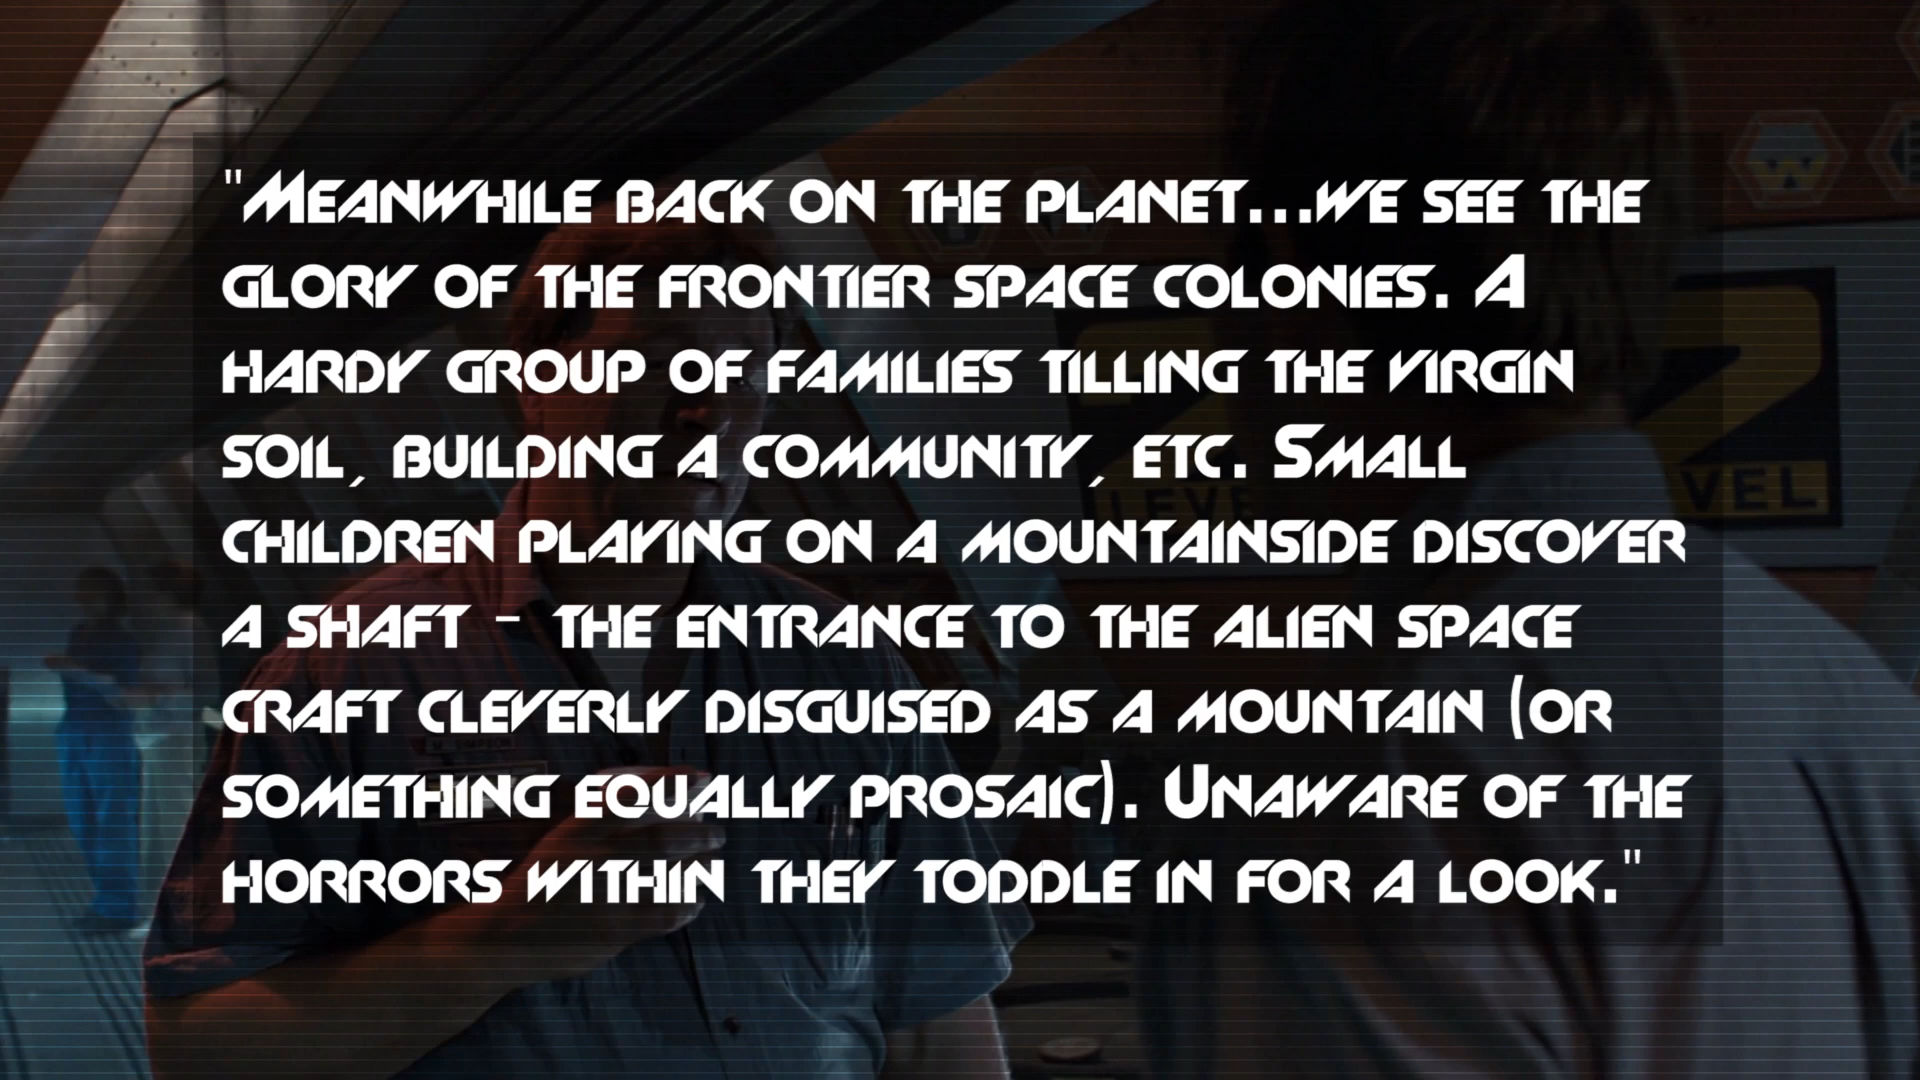 "Meanwhile back on the planet...we see the
glory of the frontier space colonies. A
hardy group of families tilling the virgin
soil, building a community, etc. Small
children playing on a mountainside discover
a shaft - the entrance to the alien space
craft cleverly disguised as a mountain (or
something equally prosaic). Unaware of the
horrors within they toddle in for a look."
2
LEVEL